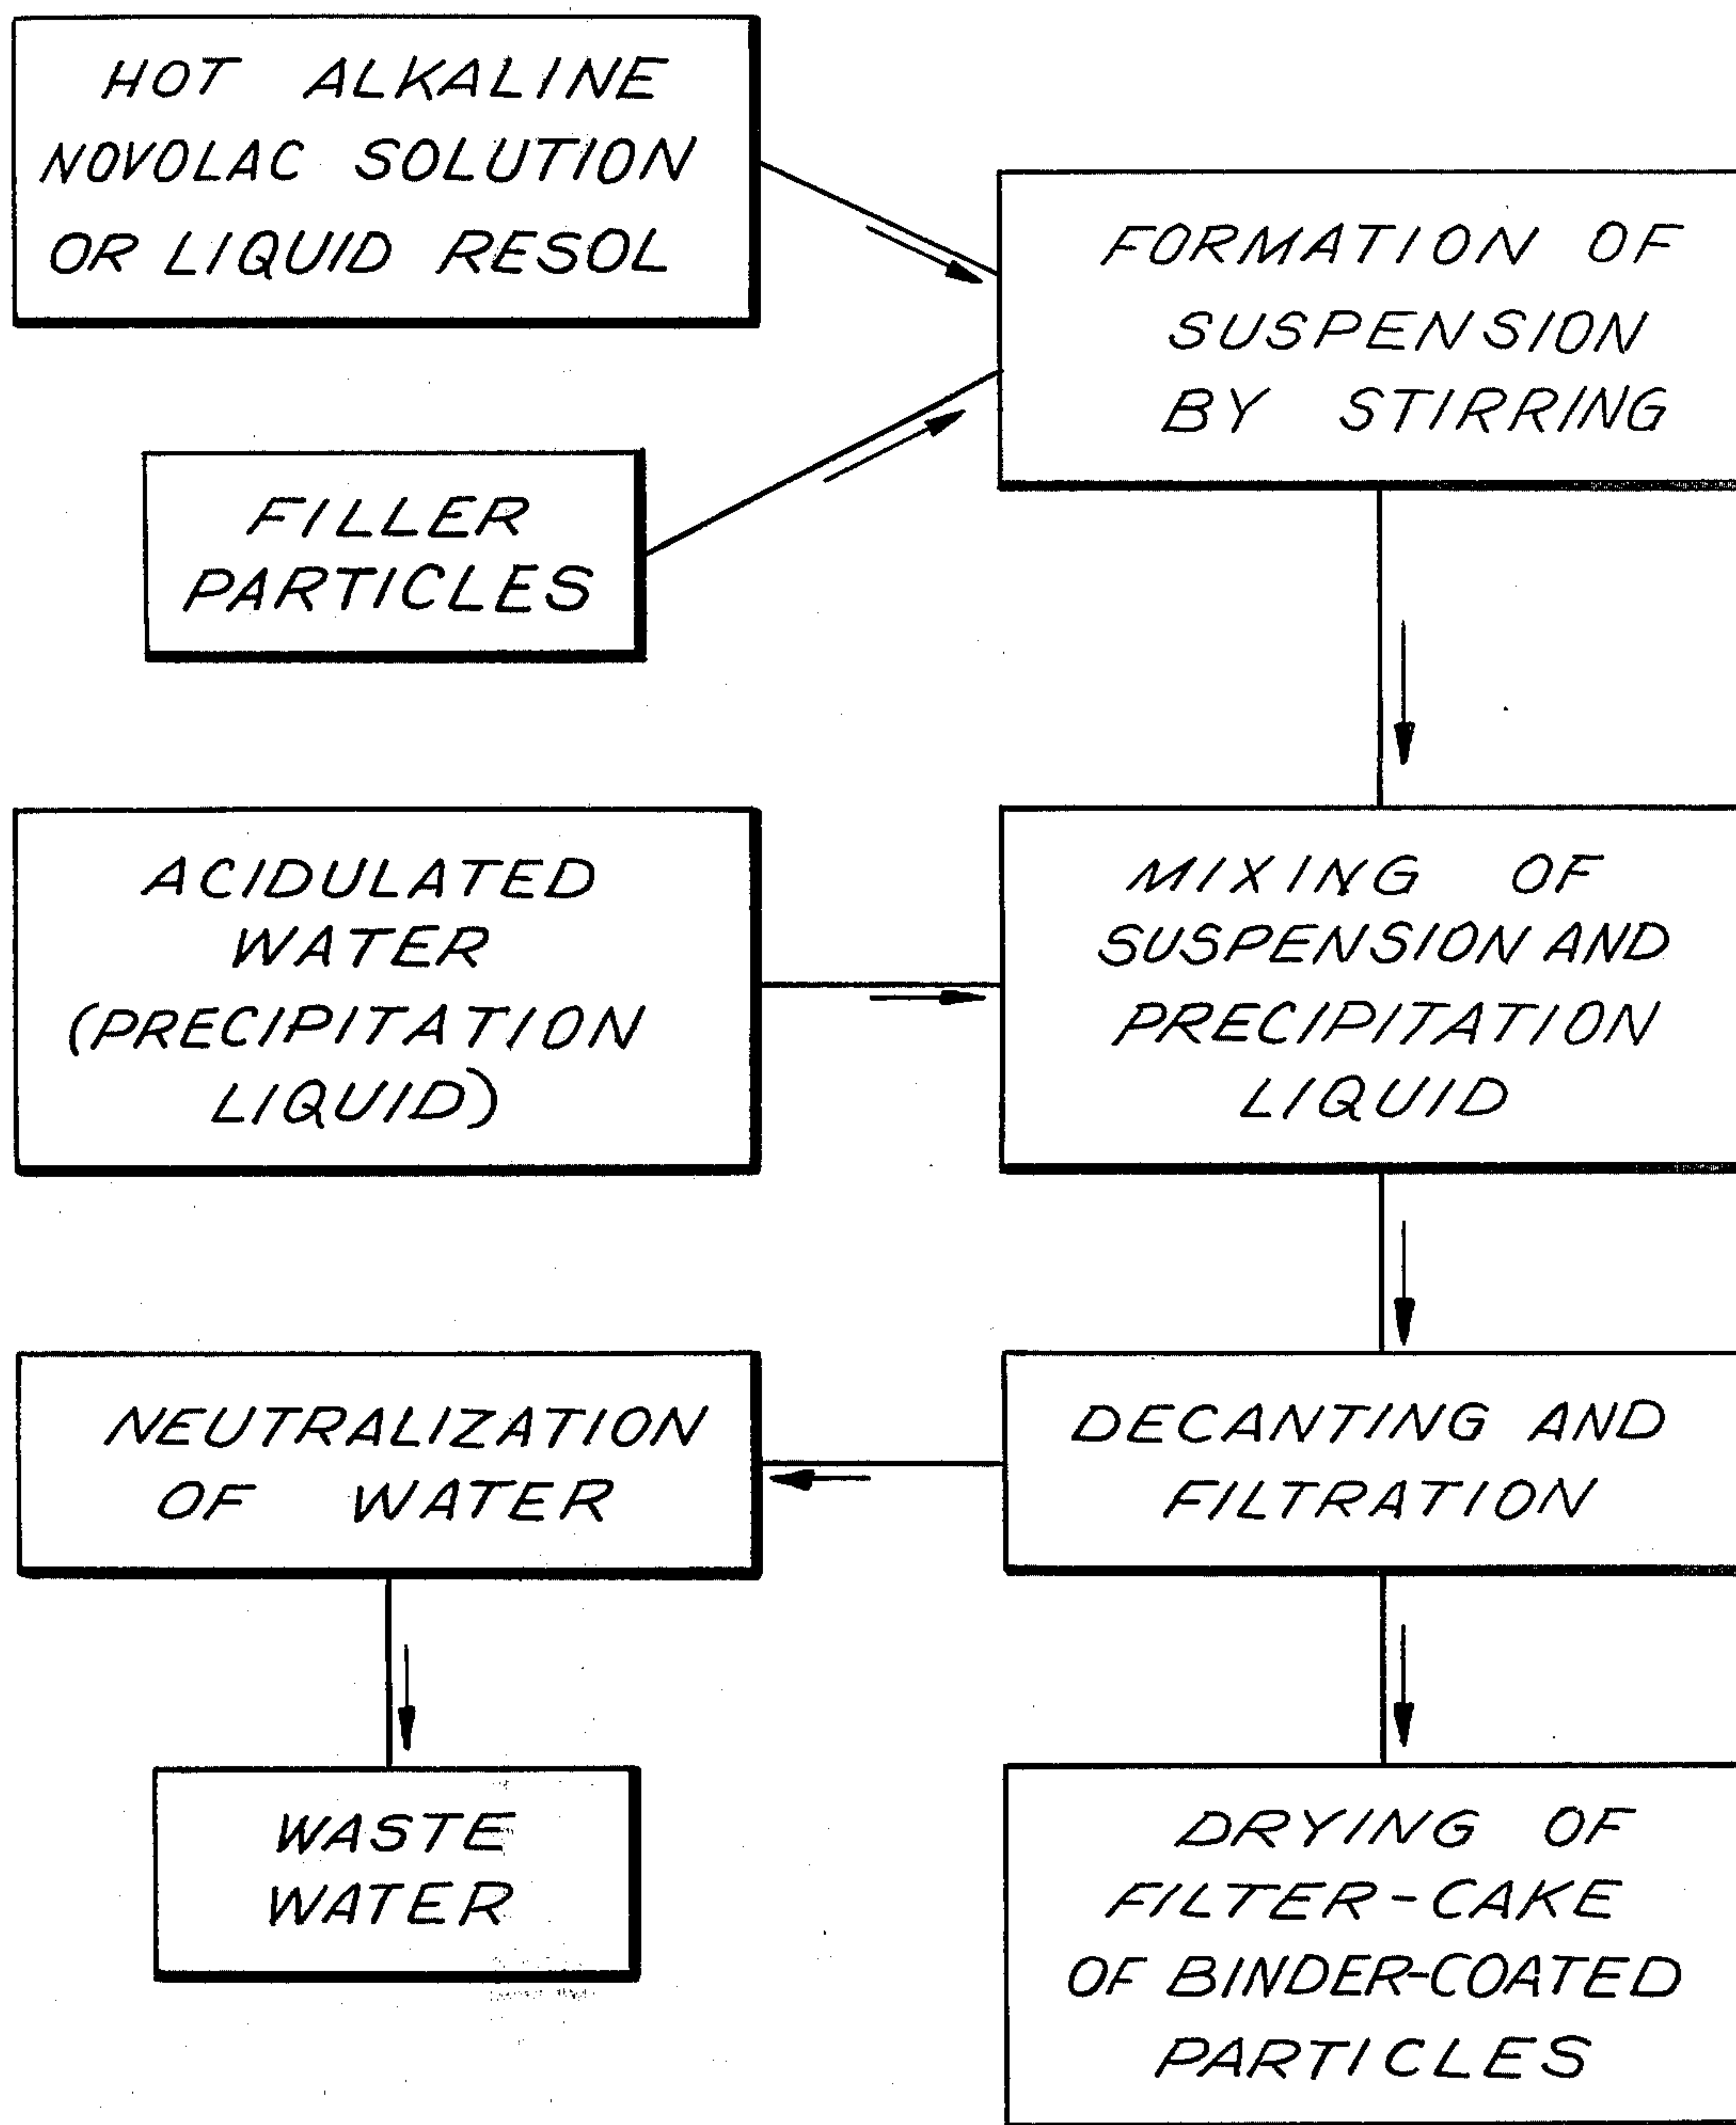 HOT ALKALINE
NOVOLAC SOLUTION
OR LIQUID RESOL
FORMATION OF
SUSPENSION
BY STIRRING
FILLER
PARTICLES
ACIDULATED
WATER
(PRECIPITATION
LIQUID)
MIXING OF
SUSPENSION AND
PRECIPITATION
LIQUID
NEUTRALIZATION
OF WATER
DECANTING AND
FILTRATION
WASTE
WATER
DRYING OF
FILTER-CAKE
OF BINDER-COATED
PARTICLES